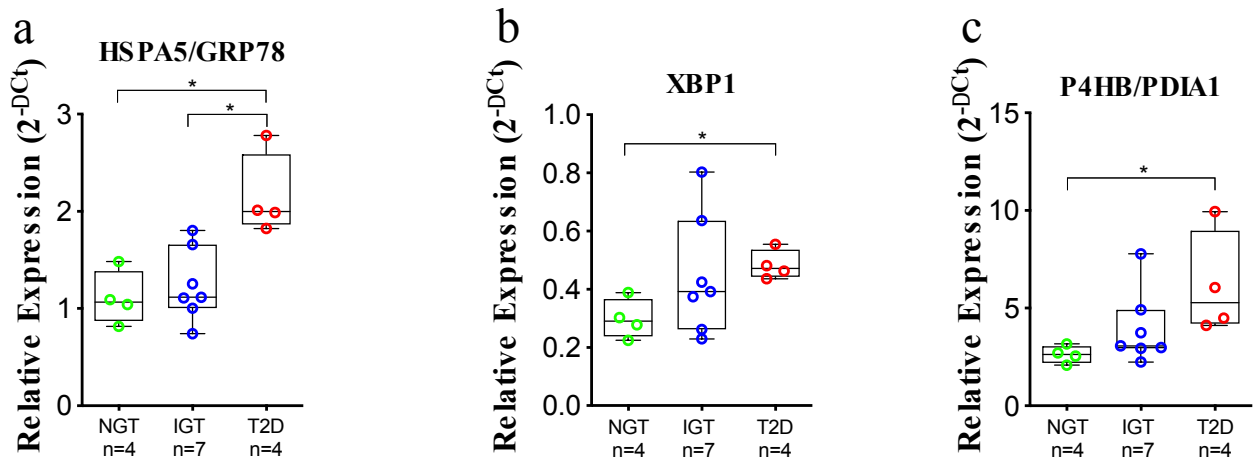 a
HSPA5/GRP78
*
*
Relative Expression (2^-DCt)
3
2
1
0
NGT IGT T2D
n=4 n=7 n=4
b
XBP1
*
Relative Expression (2^-DCt)
1.0
0.8
0.6
0.4
0.2
0.0
NGT IGT T2D
n=4 n=7 n=4
c
P4HB/PDIA1
*
Relative Expression (2^-DCt)
15
10
5
0
NGT IGT T2D
n=4 n=7 n=4